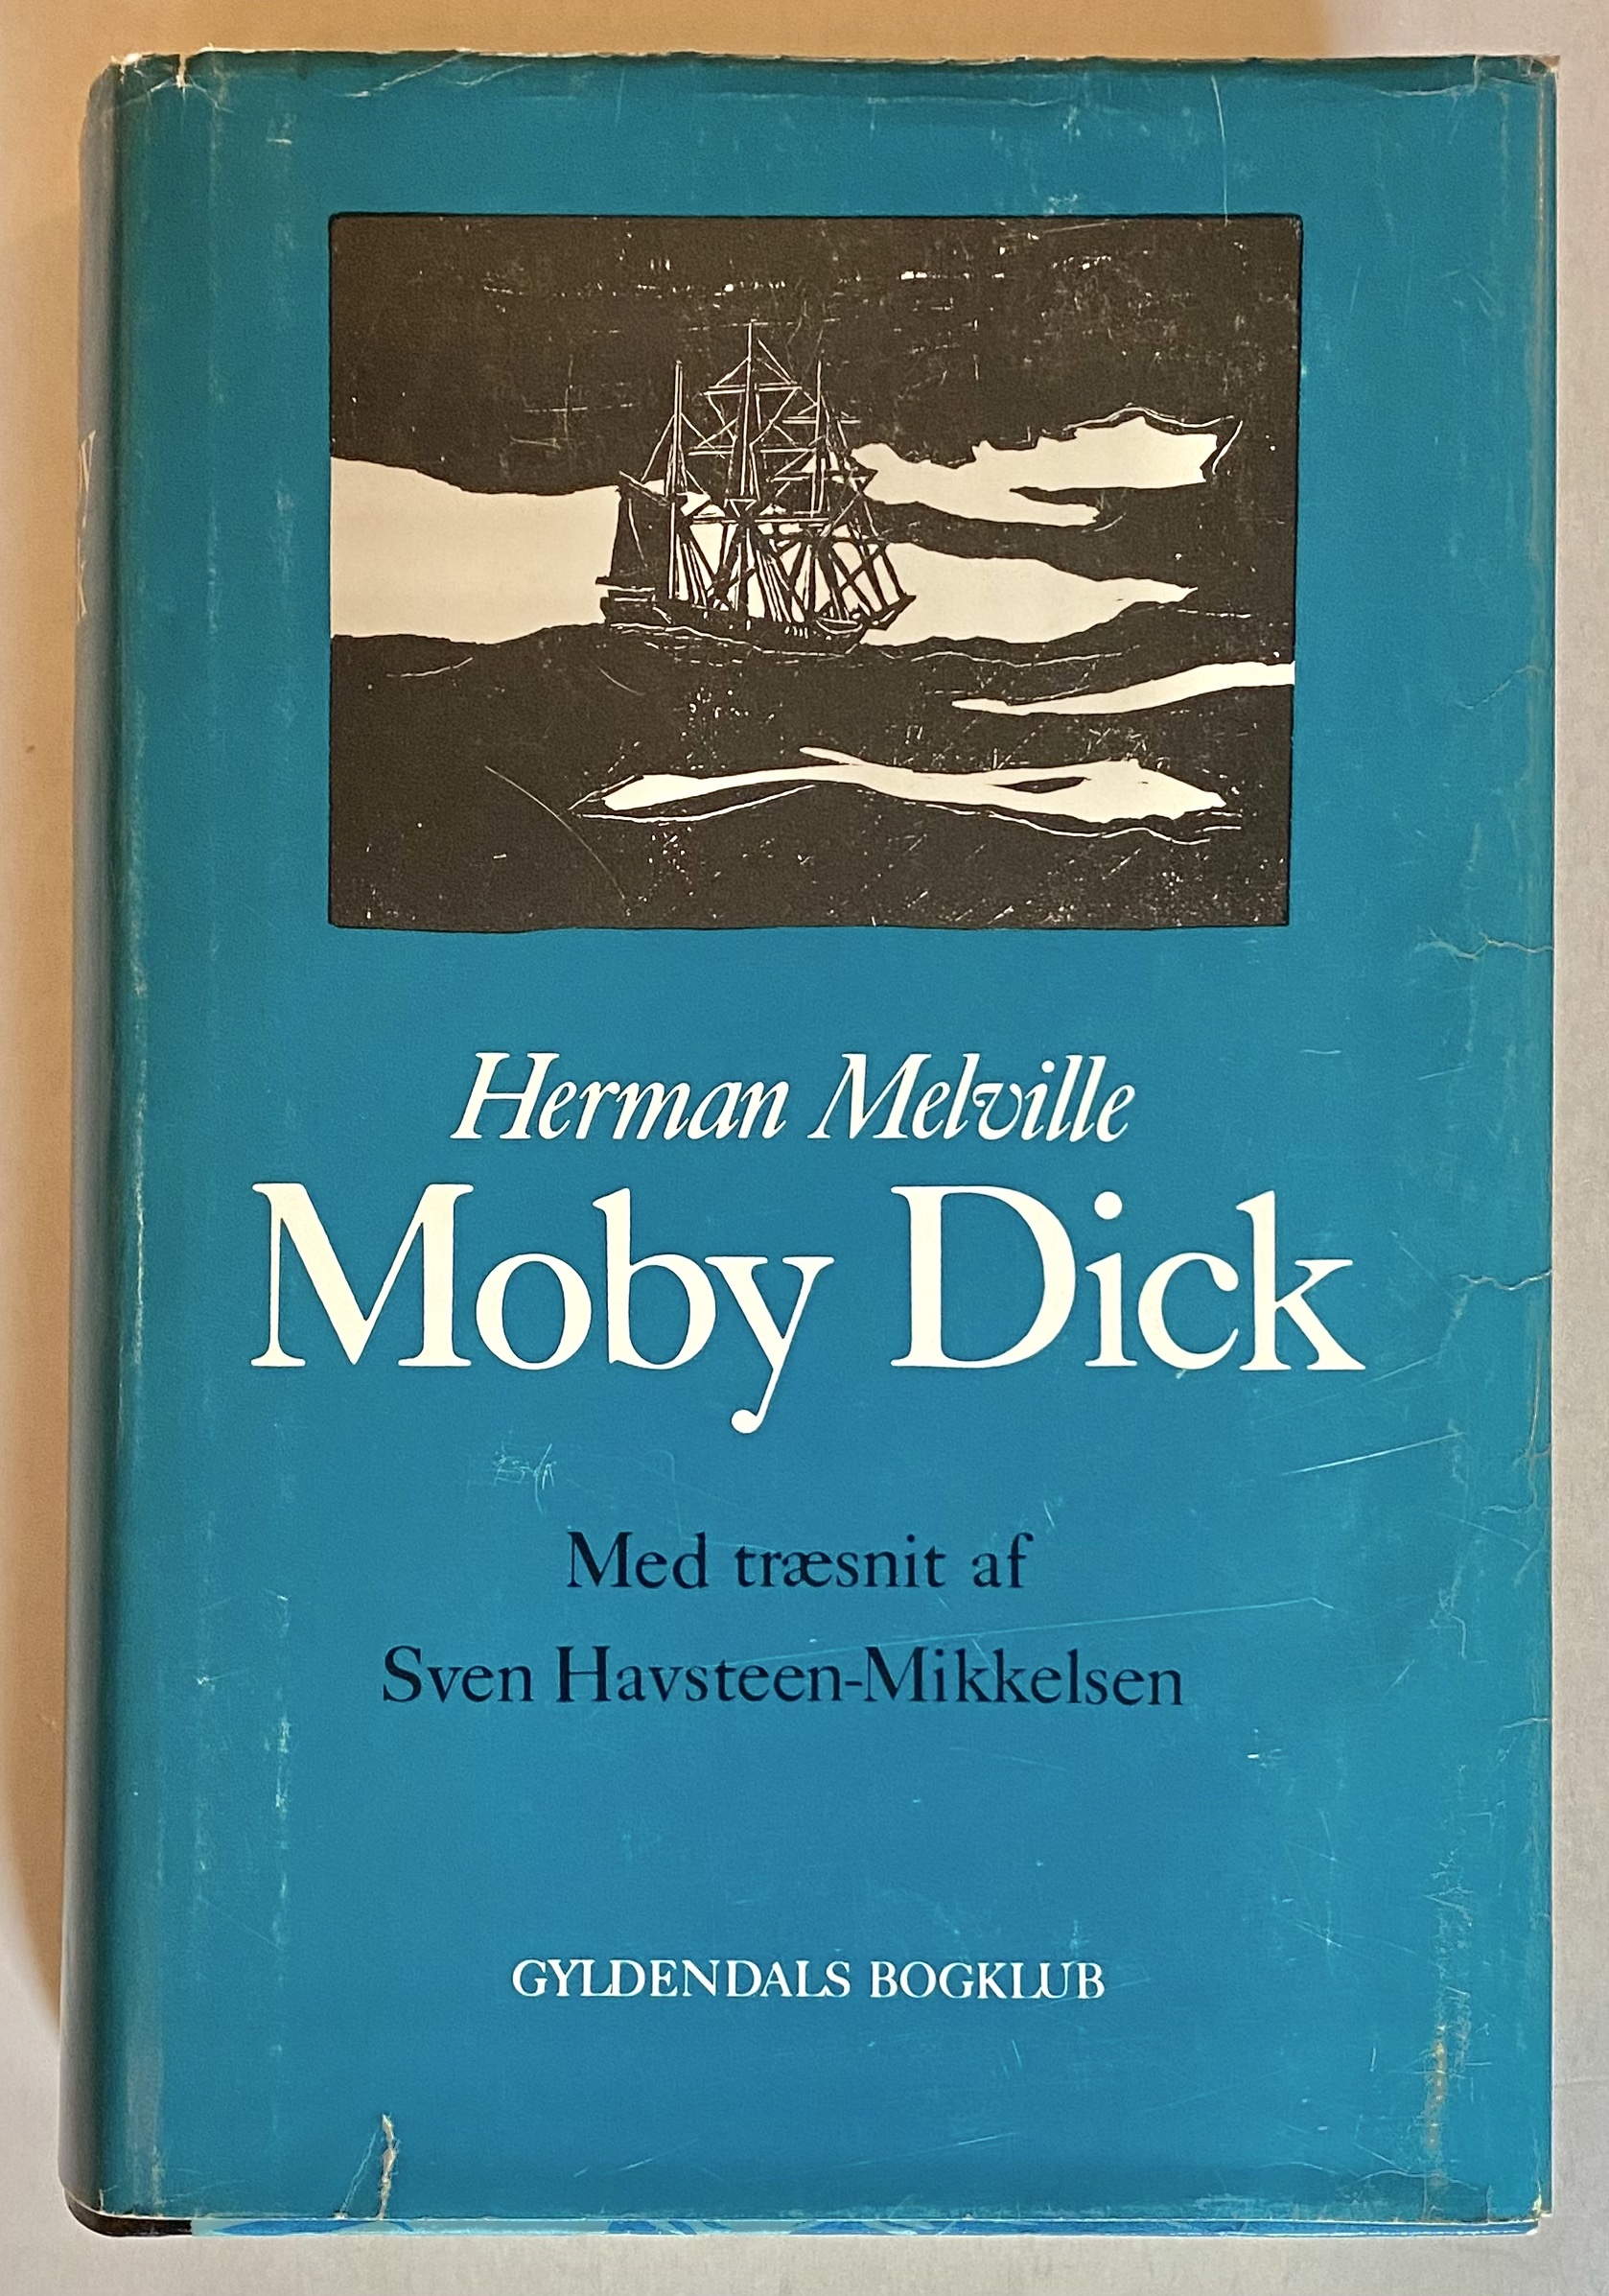 Herman Melville
Moby Dick
Med træsnit af
Sven Havsteen-Mikkelsen
GYLDENDALS BOGKLUB